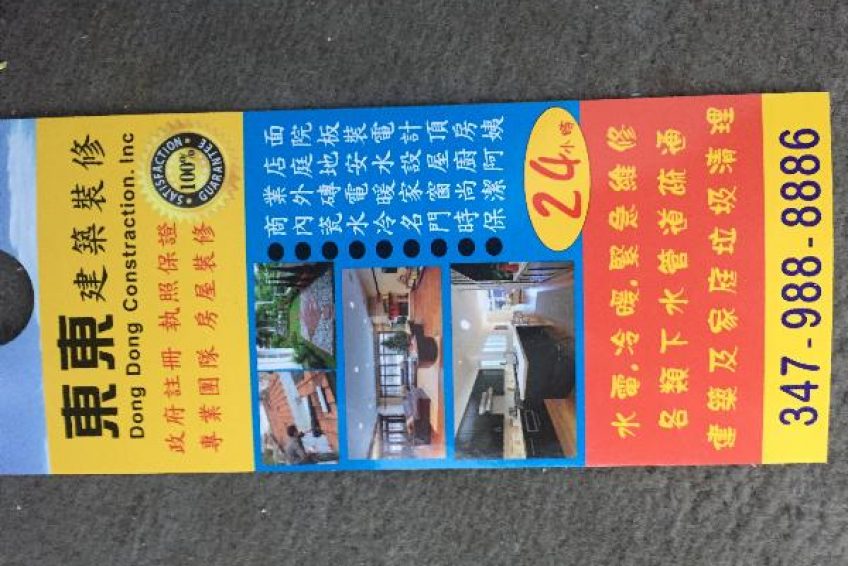 東東 建築裝修
Dong Dong Constraction. Inc
政府註冊 執照保證
專業團隊 房屋裝修
SATISFACTION
100%
GUARANTEE
商業店面
內外庭院
瓷磚地板
水電安裝
冷暖水電
名家設計
門窗屋頂
時尚廚房
保潔阿姨
24小時
水電,冷暖,緊急維修
各類下水管道疏通
建築及家庭垃圾清理
347-988-8886